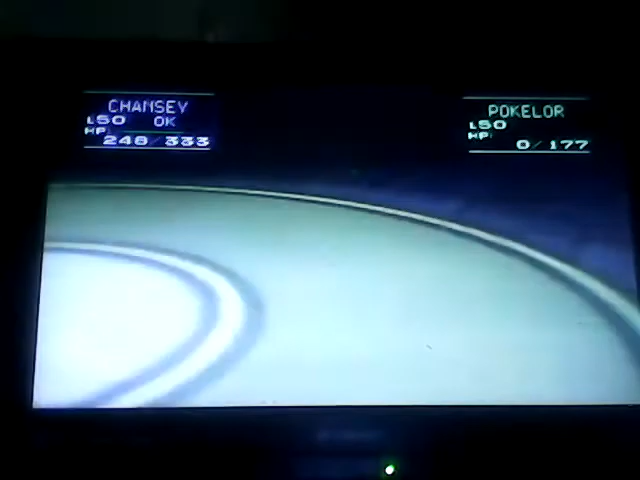 CHANSEY
L50 OK
HP:
248/333
POKELOR
L50
HP:
0/177